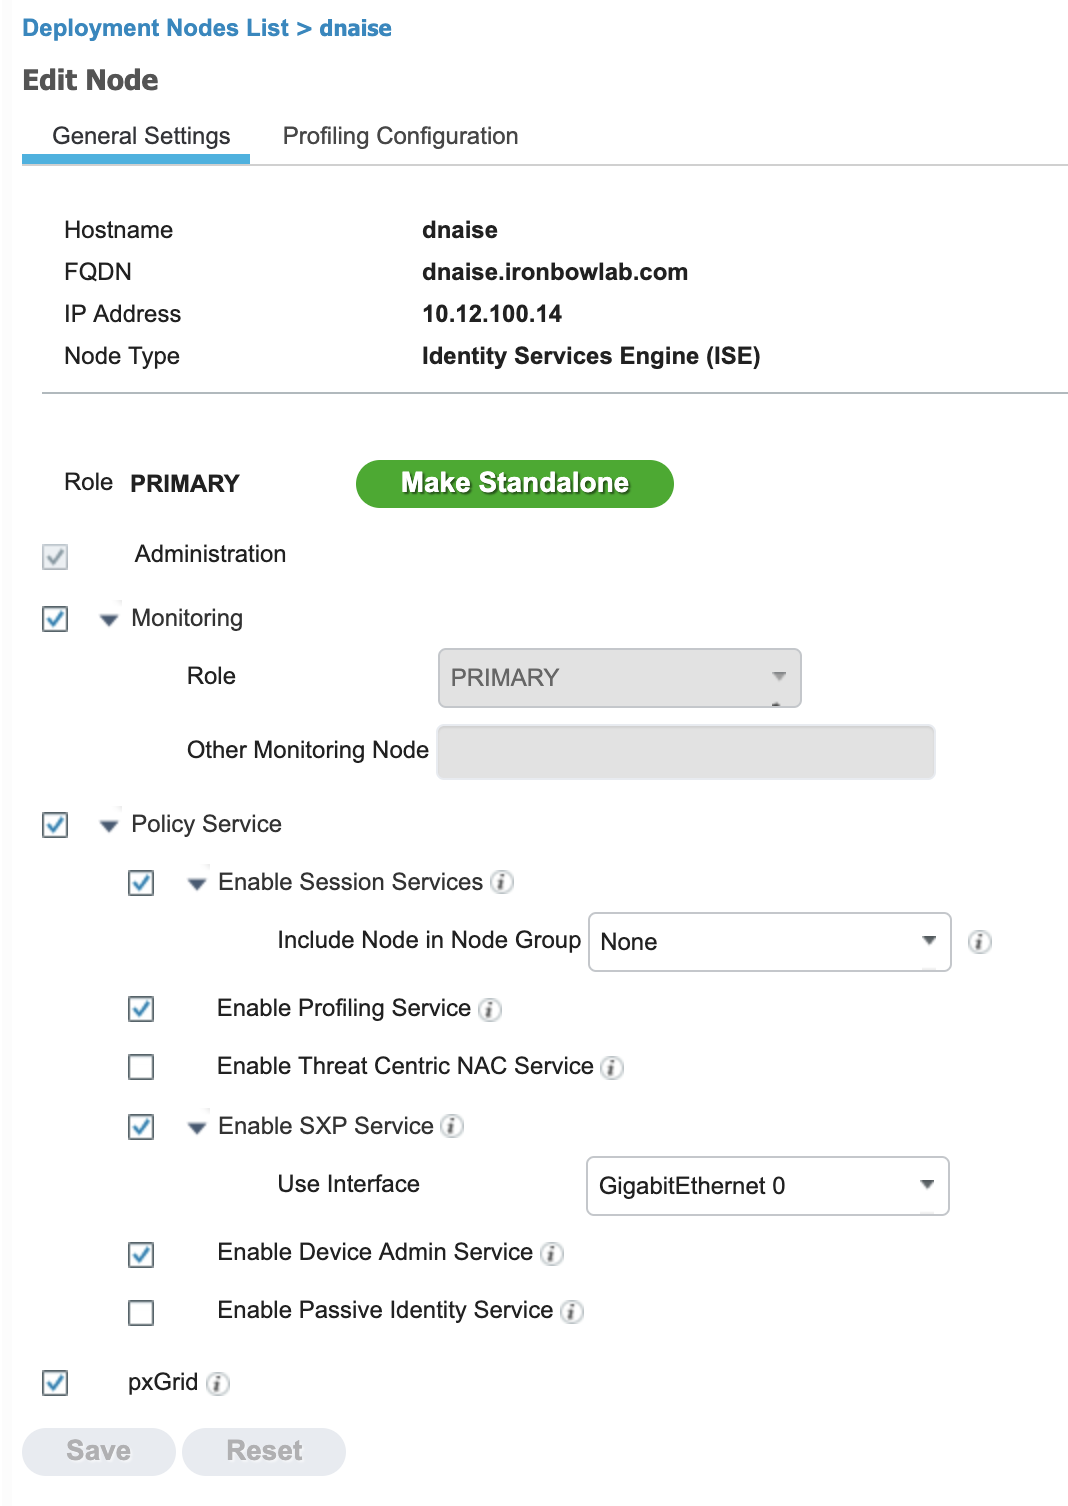 Deployment Nodes List > dnaise
Edit Node
General Settings Profiling Configuration
Hostname dnaise
FQDN dnaise.ironbowlab.com
IP Address 10.12.100.14
Node Type Identity Services Engine (ISE)
Role PRIMARY Make Standalone
Administration
Monitoring
Role PRIMARY
Other Monitoring Node
Policy Service
Enable Session Services i
Include Node in Node Group None i
Enable Profiling Service i
Enable Threat Centric NAC Service i
Enable SXP Service i
Use Interface GigabitEthernet 0
Enable Device Admin Service i
Enable Passive Identity Service i
pxGrid i
Save Reset